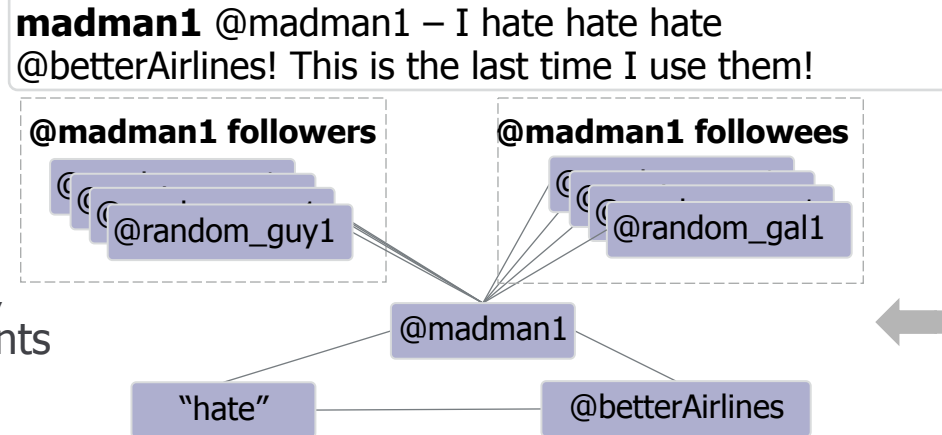 madman1 @madman1 – I hate hate hate
@betterAirlines! This is the last time I use them!
@madman1 followers
@madman1 followees
@random_guy1
@random_gal1
@madman1
“hate”
@betterAirlines